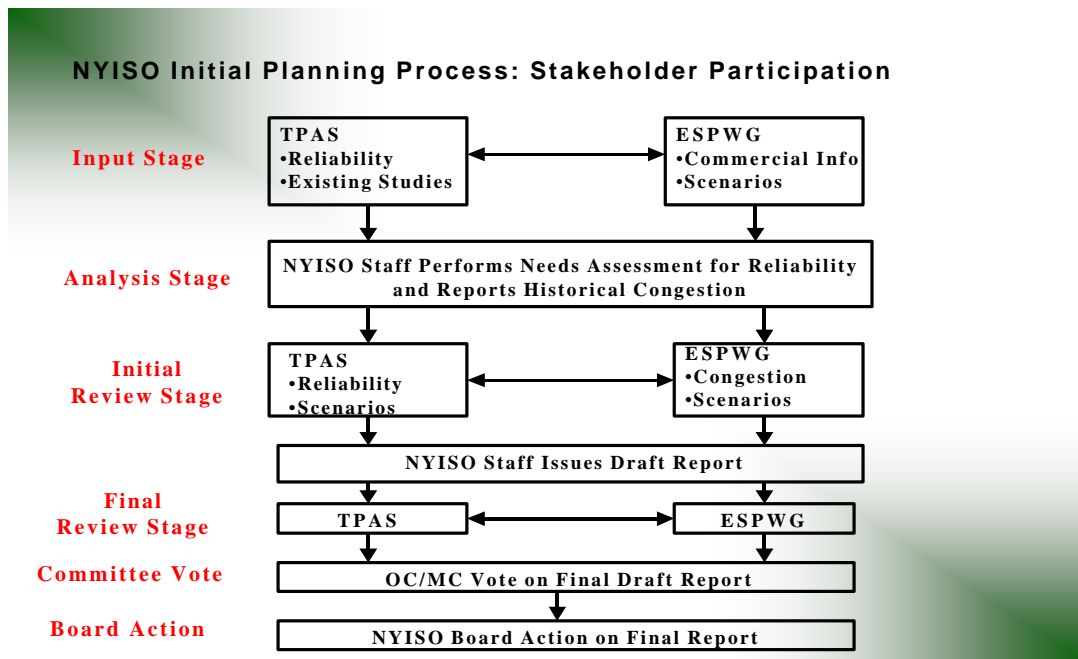 NYISO Initial Planning Process: Stakeholder Participation
Input Stage
TPAS
•Reliability
•Existing Studies
ESPWG
•Commercial Info
•Scenarios
Analysis Stage
NYISO Staff Performs Needs Assessment for Reliability
and Reports Historical Congestion
Initial
Review Stage
TPAS
•Reliability
•Scenarios
ESPWG
•Congestion
•Scenarios
NYISO Staff Issues Draft Report
Final
Review Stage
TPAS
ESPWG
Committee Vote
OC/MC Vote on Final Draft Report
Board Action
NYISO Board Action on Final Report